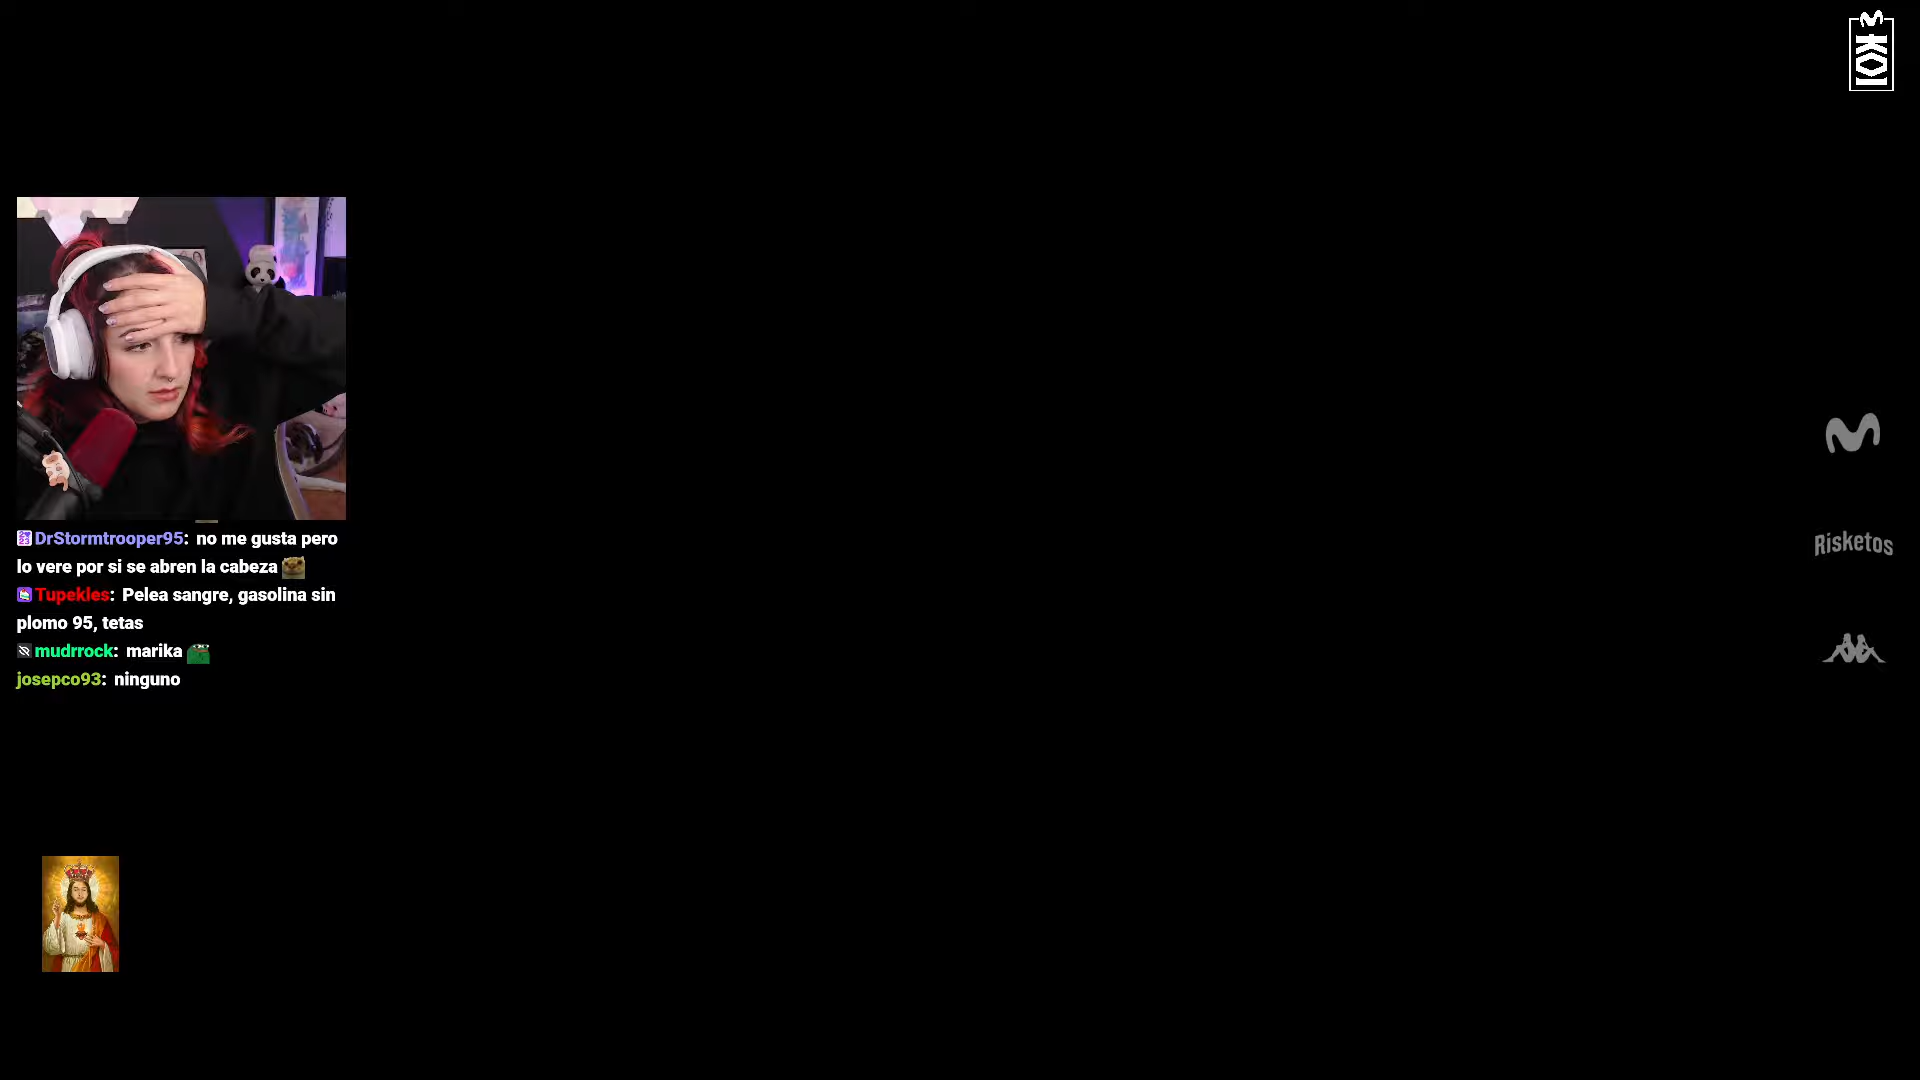 KOI
DrStormtrooper95: no me gusta pero
lo vere por si se abren la cabeza
Tupekles: Pelea sangre, gasolina sin
plomo 95, tetas
mudrrock: marika
josepco93: ninguno
Risketos